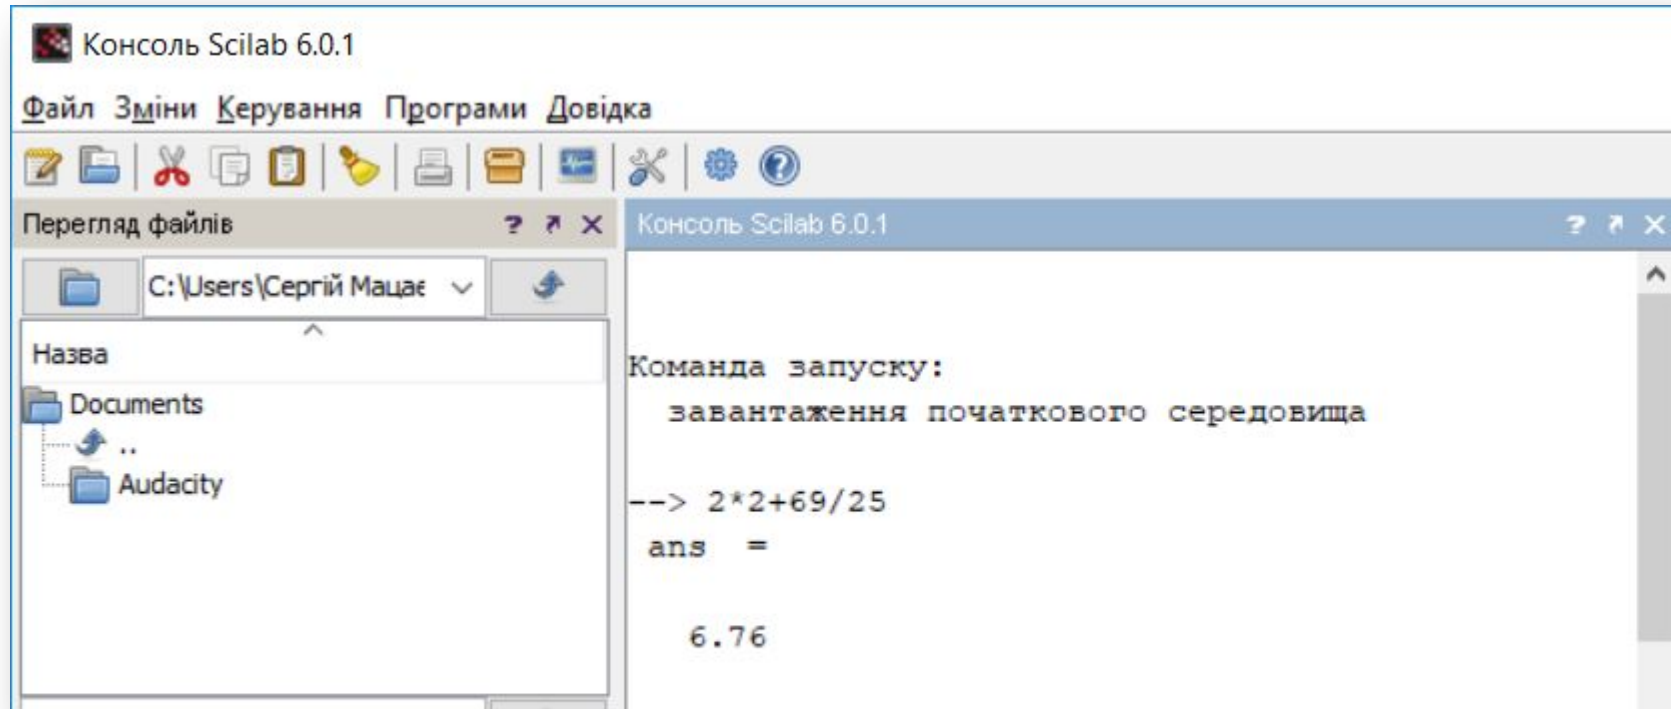 Консоль Scilab 6.0.1
Файл Зміни Керування Програми Довідка
Перегляд файлів
C:\Users\Сергій Мацає
Назва
Documents
..
Audacity
Консоль Scilab 6.0.1
Команда запуску:
завантаження початкового середовища
--> 2*2+69/25
ans =
6.76